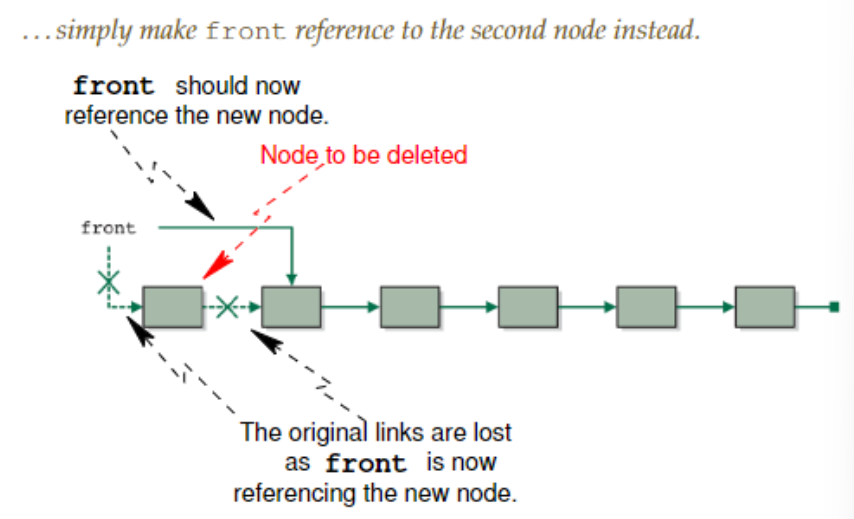 ...simply make front reference to the second node instead.
front should now
reference the new node.
Node to be deleted
front
The original links are lost
as front is now
referencing the new node.